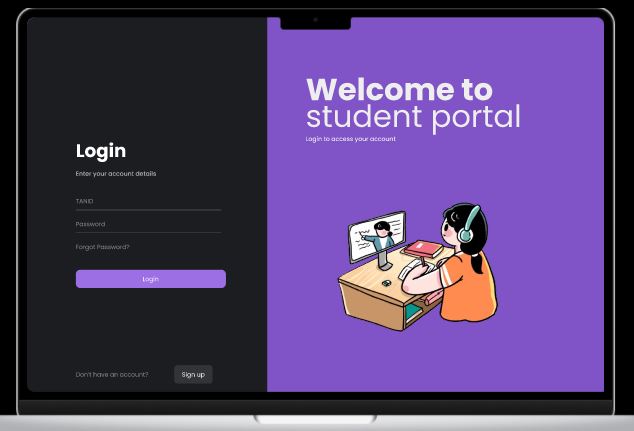 Login
Enter your account details
TANID
Password
Forgot Password?
Login
Don't have an account?
Sign up
Welcome to
student portal
Login to access your account